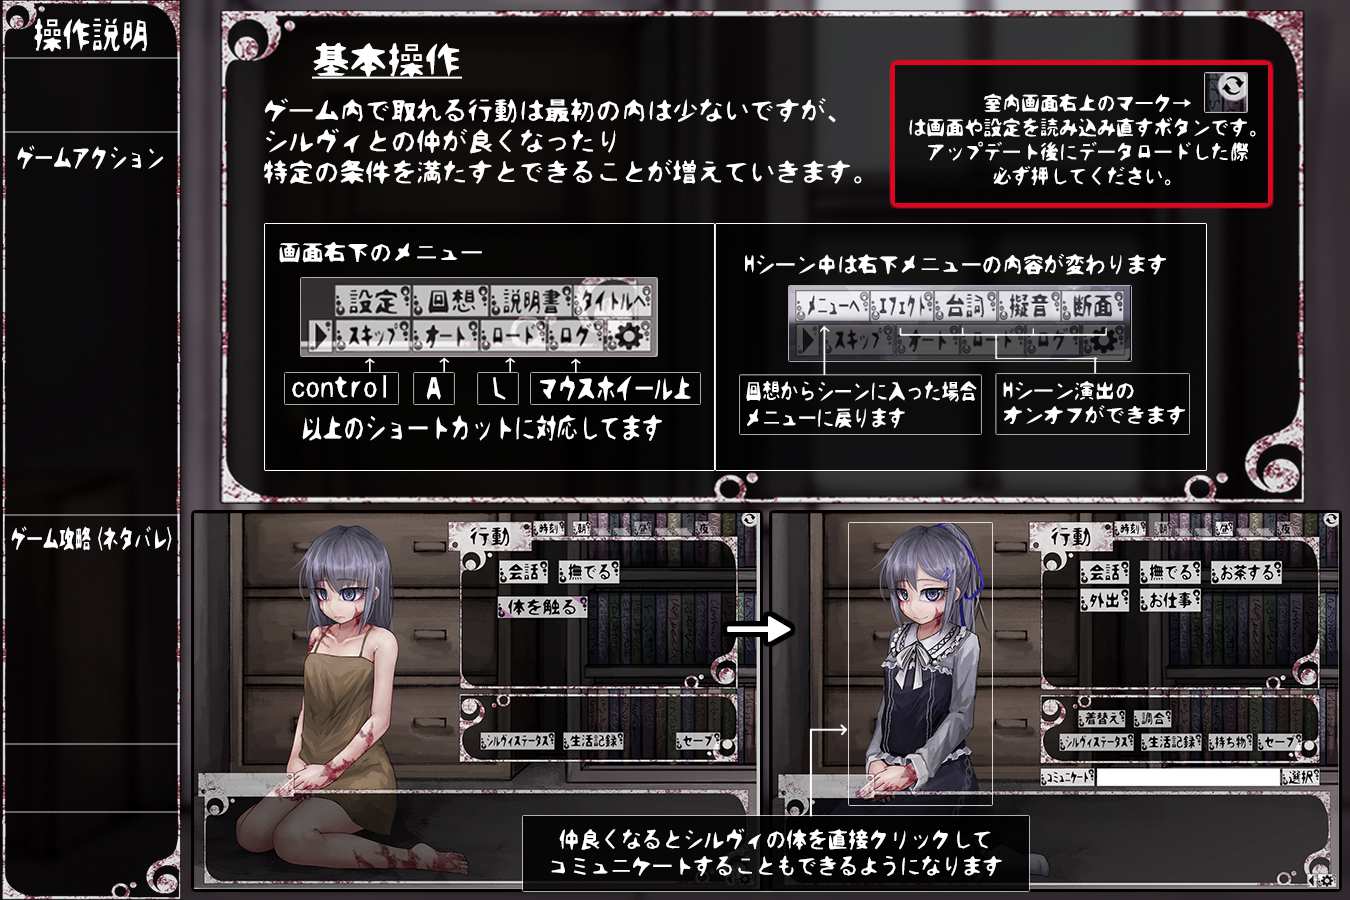 操作説明
ゲームアクション
ゲーム攻略(ネタバレ)
基本操作
ゲーム内で取れる行動は最初の内は少ないですが、
シルヴィとの仲が良くなったり
特定の条件を満たすとできることが増えていきます。
室内画面右上のマーク→
は画面や設定を読み込み直すボタンです。
アップデート後にデータロードした際
必ず押してください。
画面右下のメニュー
設定 回想 説明書 タイトルへ
スキップ オート ロード ログ
control A L マウスホイール上
以上のショートカットに対応してます
Hシーン中は右下メニューの内容が変わります
メニューへ エフェクト 台詞 擬音 断面
スキップ オート ロード ログ
回想からシーンに入った場合
メニューに戻ります
Hシーン演出の
オンオフができます
行動 時刻 朝 昼 夜
会話 撫でる
体を触る
シルヴィステータス 生活記録 セーブ
行動 時刻 朝 昼 夜
会話 撫でる お茶する
外出 お仕事
着替え 調合
シルヴィステータス 生活記録 持ち物 セーブ
コミュニケート 選択
仲良くなるとシルヴィの体を直接クリックして
コミュニケートすることもできるようになります